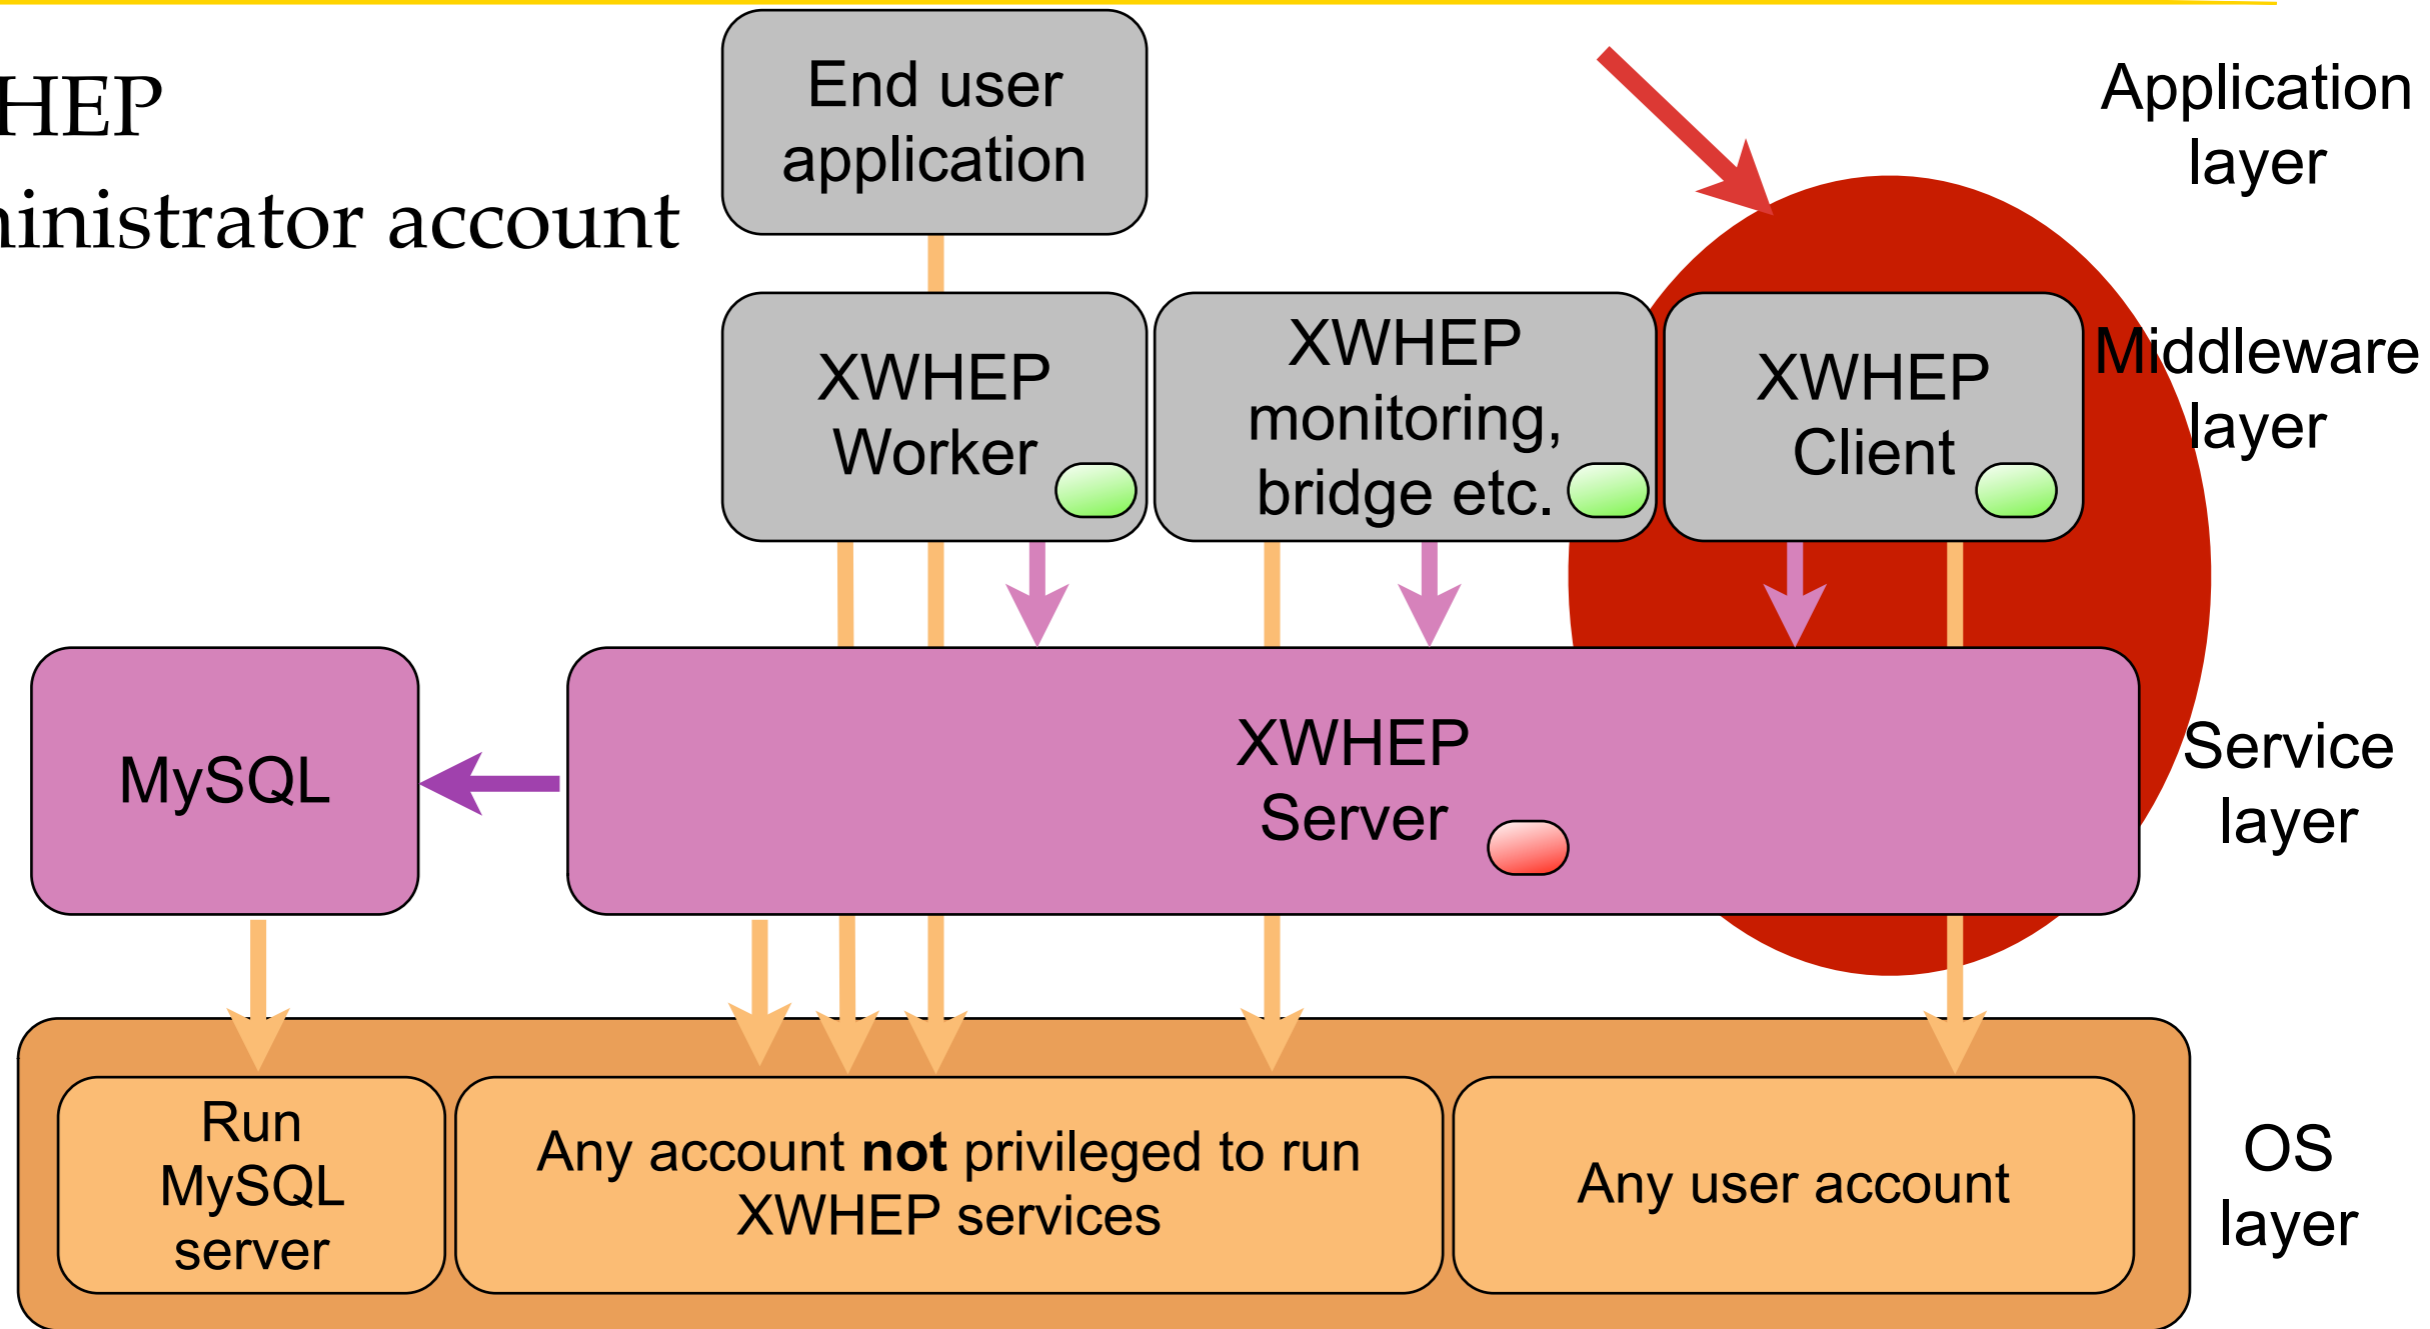 HEP
ministrator account
End user
application
Application
layer
XWHEP
Worker
XWHEP
monitoring,
bridge etc.
XWHEP
Client
Middleware
layer
MySQL
XWHEP
Server
Service
layer
Run
MySQL
server
Any account not privileged to run
XWHEP services
Any user account
OS
layer